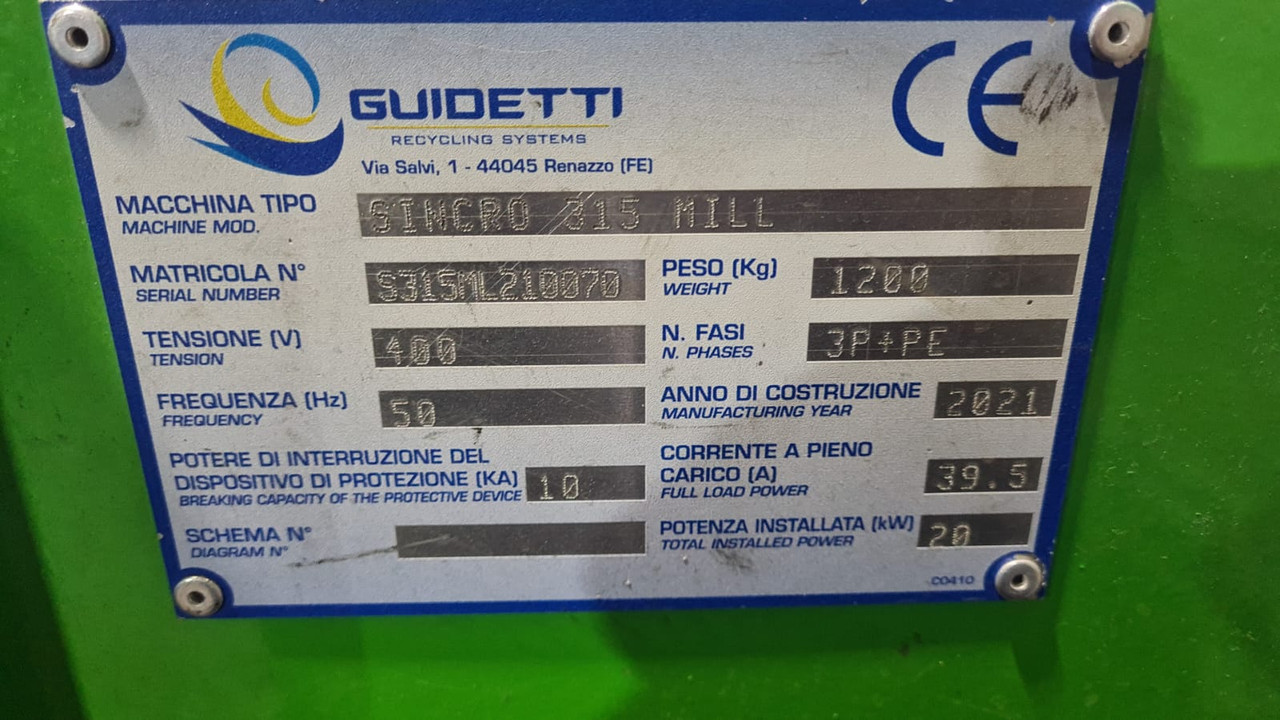 GUIDETTI
RECYCLING SYSTEMS
Via Salvi, 1 - 44045 Renazzo (FE)
CE
MACCHINA TIPO
MACHINE MOD.
SINCRO 315 MILL
MATRICOLA N°
SERIAL NUMBER
S315ML210070
PESO (Kg)
WEIGHT
1200
TENSIONE (V)
TENSION
400
N. FASI
N. PHASES
3P+PE
FREQUENZA (Hz)
FREQUENCY
50
ANNO DI COSTRUZIONE
MANUFACTURING YEAR
2021
POTERE DI INTERRUZIONE DEL
DISPOSITIVO DI PROTEZIONE (KA)
BREAKING CAPACITY OF THE PROTECTIVE DEVICE
10
CORRENTE A PIENO
CARICO (A)
FULL LOAD POWER
39.5
SCHEMA N°
DIAGRAM N°
POTENZA INSTALLATA (kW)
TOTAL INSTALLED POWER
20
C0410